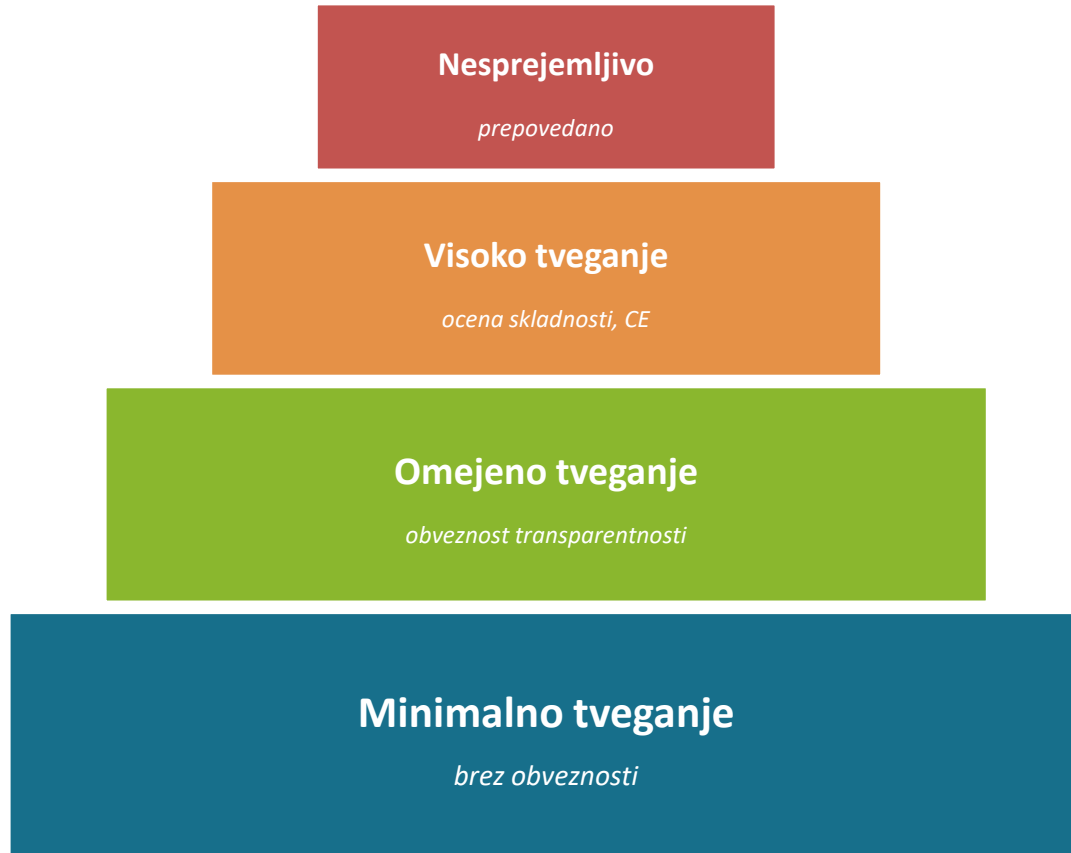 Nesprejemljivo
prepovedano
Visoko tveganje
ocena skladnosti, CE
Omejeno tveganje
obveznost transparentnosti
Minimalno tveganje
brez obveznosti